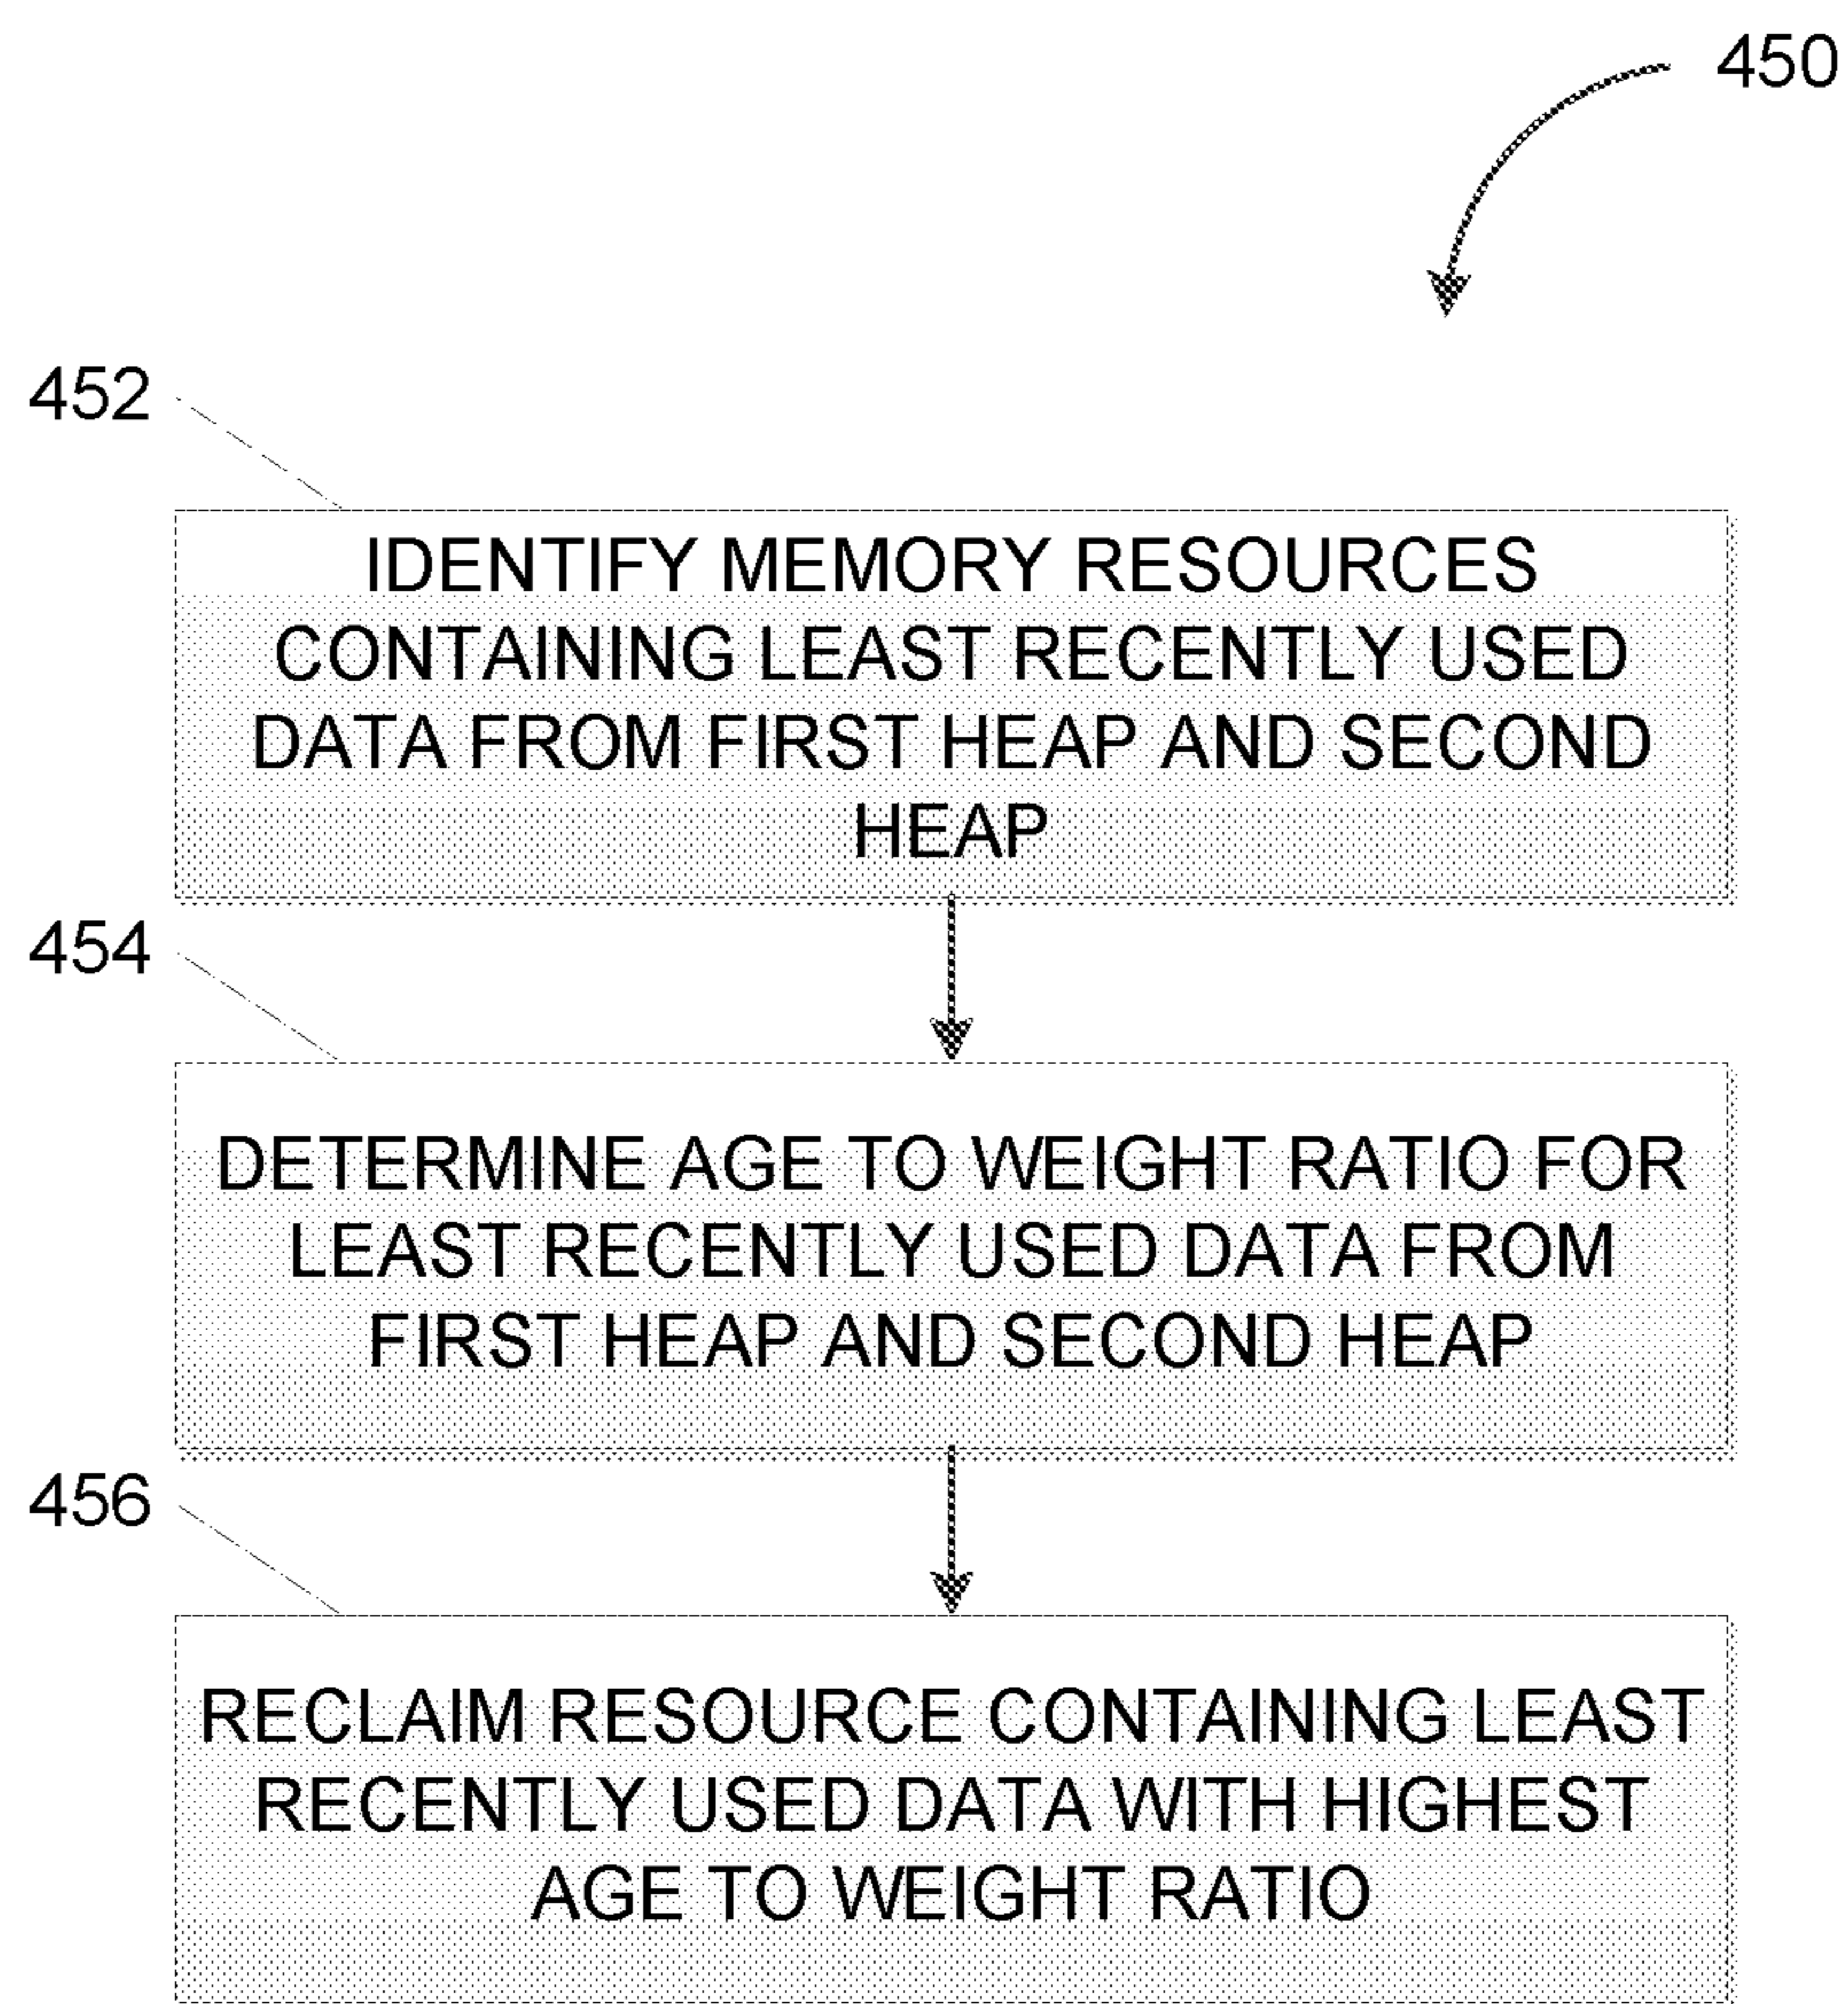 450
452
IDENTIFY MEMORY RESOURCES
CONTAINING LEAST RECENTLY USED
DATA FROM FIRST HEAP AND SECOND
HEAP
454
DETERMINE AGE TO WEIGHT RATIO FOR
LEAST RECENTLY USED DATA FROM
FIRST HEAP AND SECOND HEAP
456
RECLAIM RESOURCE CONTAINING LEAST
RECENTLY USED DATA WITH HIGHEST
AGE TO WEIGHT RATIO